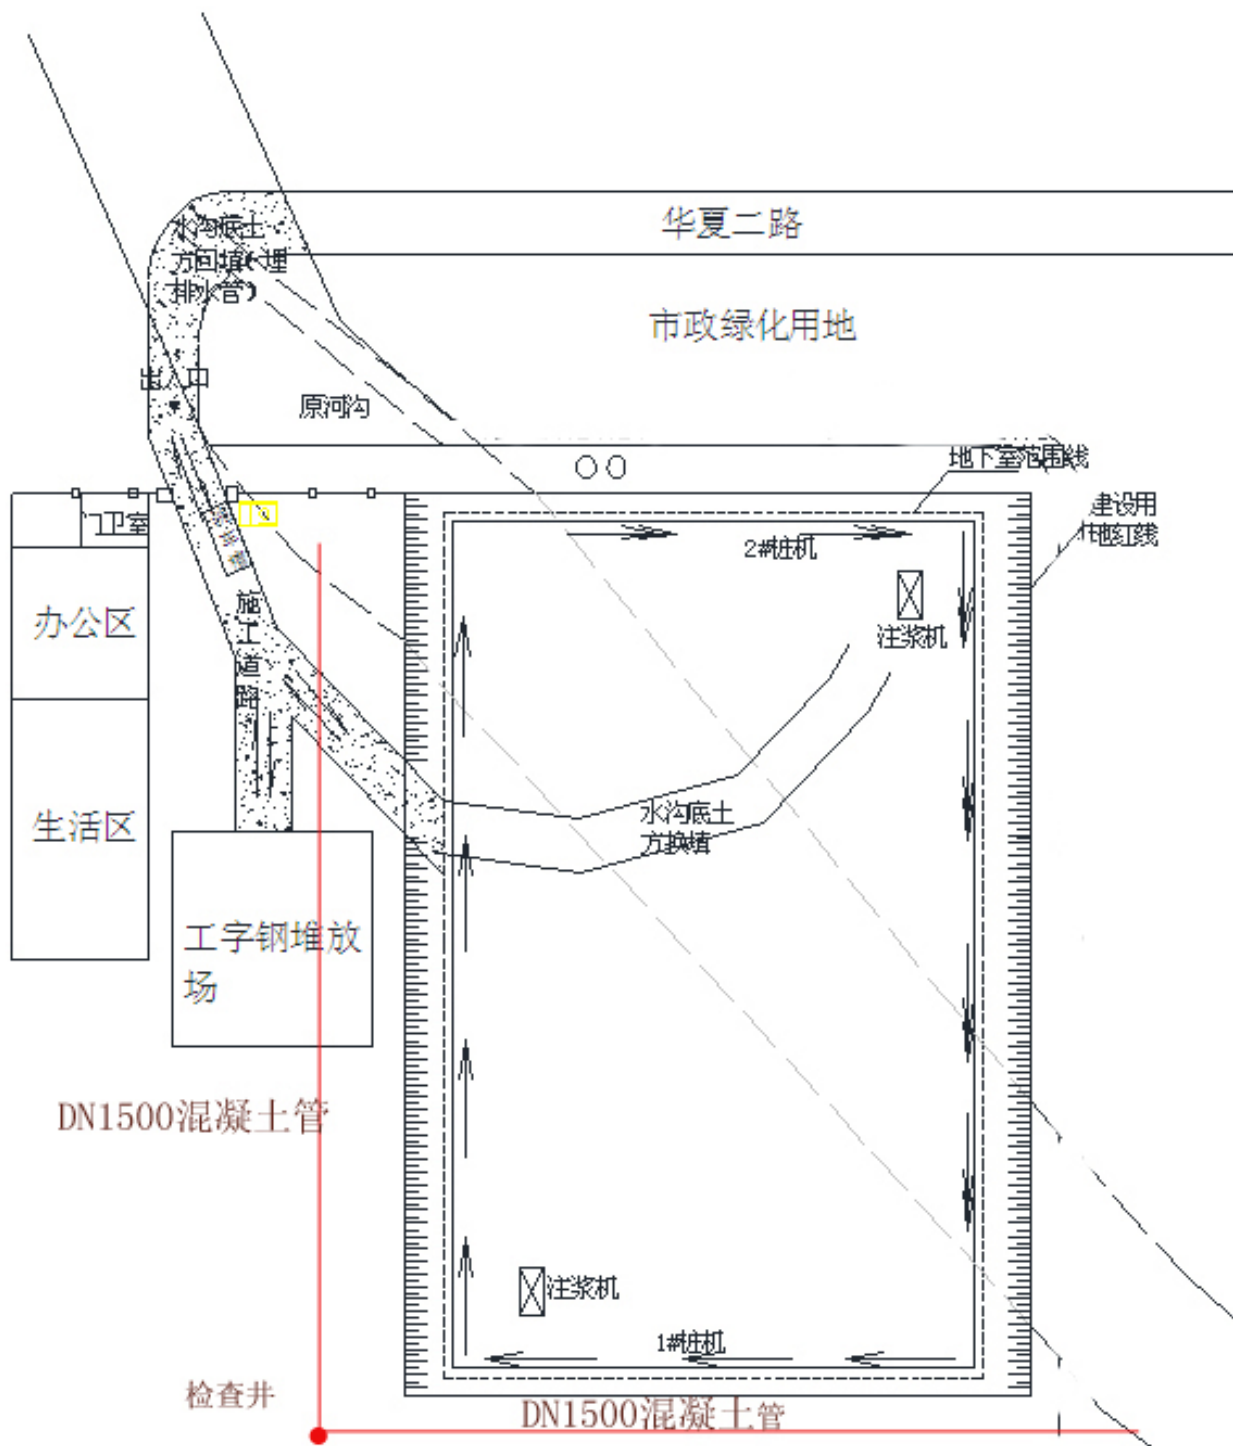 华夏二路
水沟底土
方回填(埋
排水管)
市政绿化用地
出入口
原河沟
地下室范围线
建设用
地红线
门卫室
2#桩机
注浆机
办公区
施工道路
水沟底土
方换填
生活区
工字钢堆放
场
DN1500混凝土管
注浆机
1#桩机
检查井
DN1500混凝土管